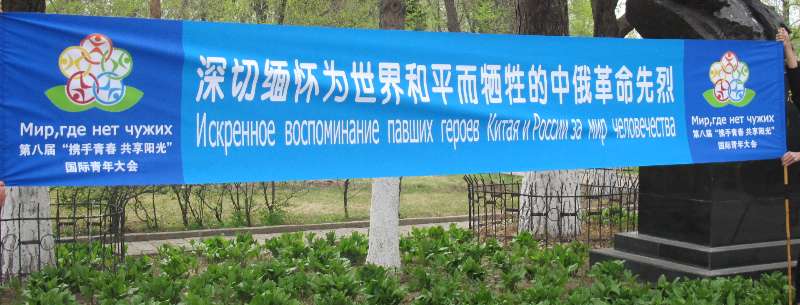 Мир,где нет чужих
第八届“携手青春 共享阳光”
国际青年大会
深切缅怀为世界和平而牺牲的中俄革命先烈
Искренное воспоминание павших героев Китая и России за мир человечества
Мир,где нет чужих
第八届“携手青春 共享阳光”
国际青年大会